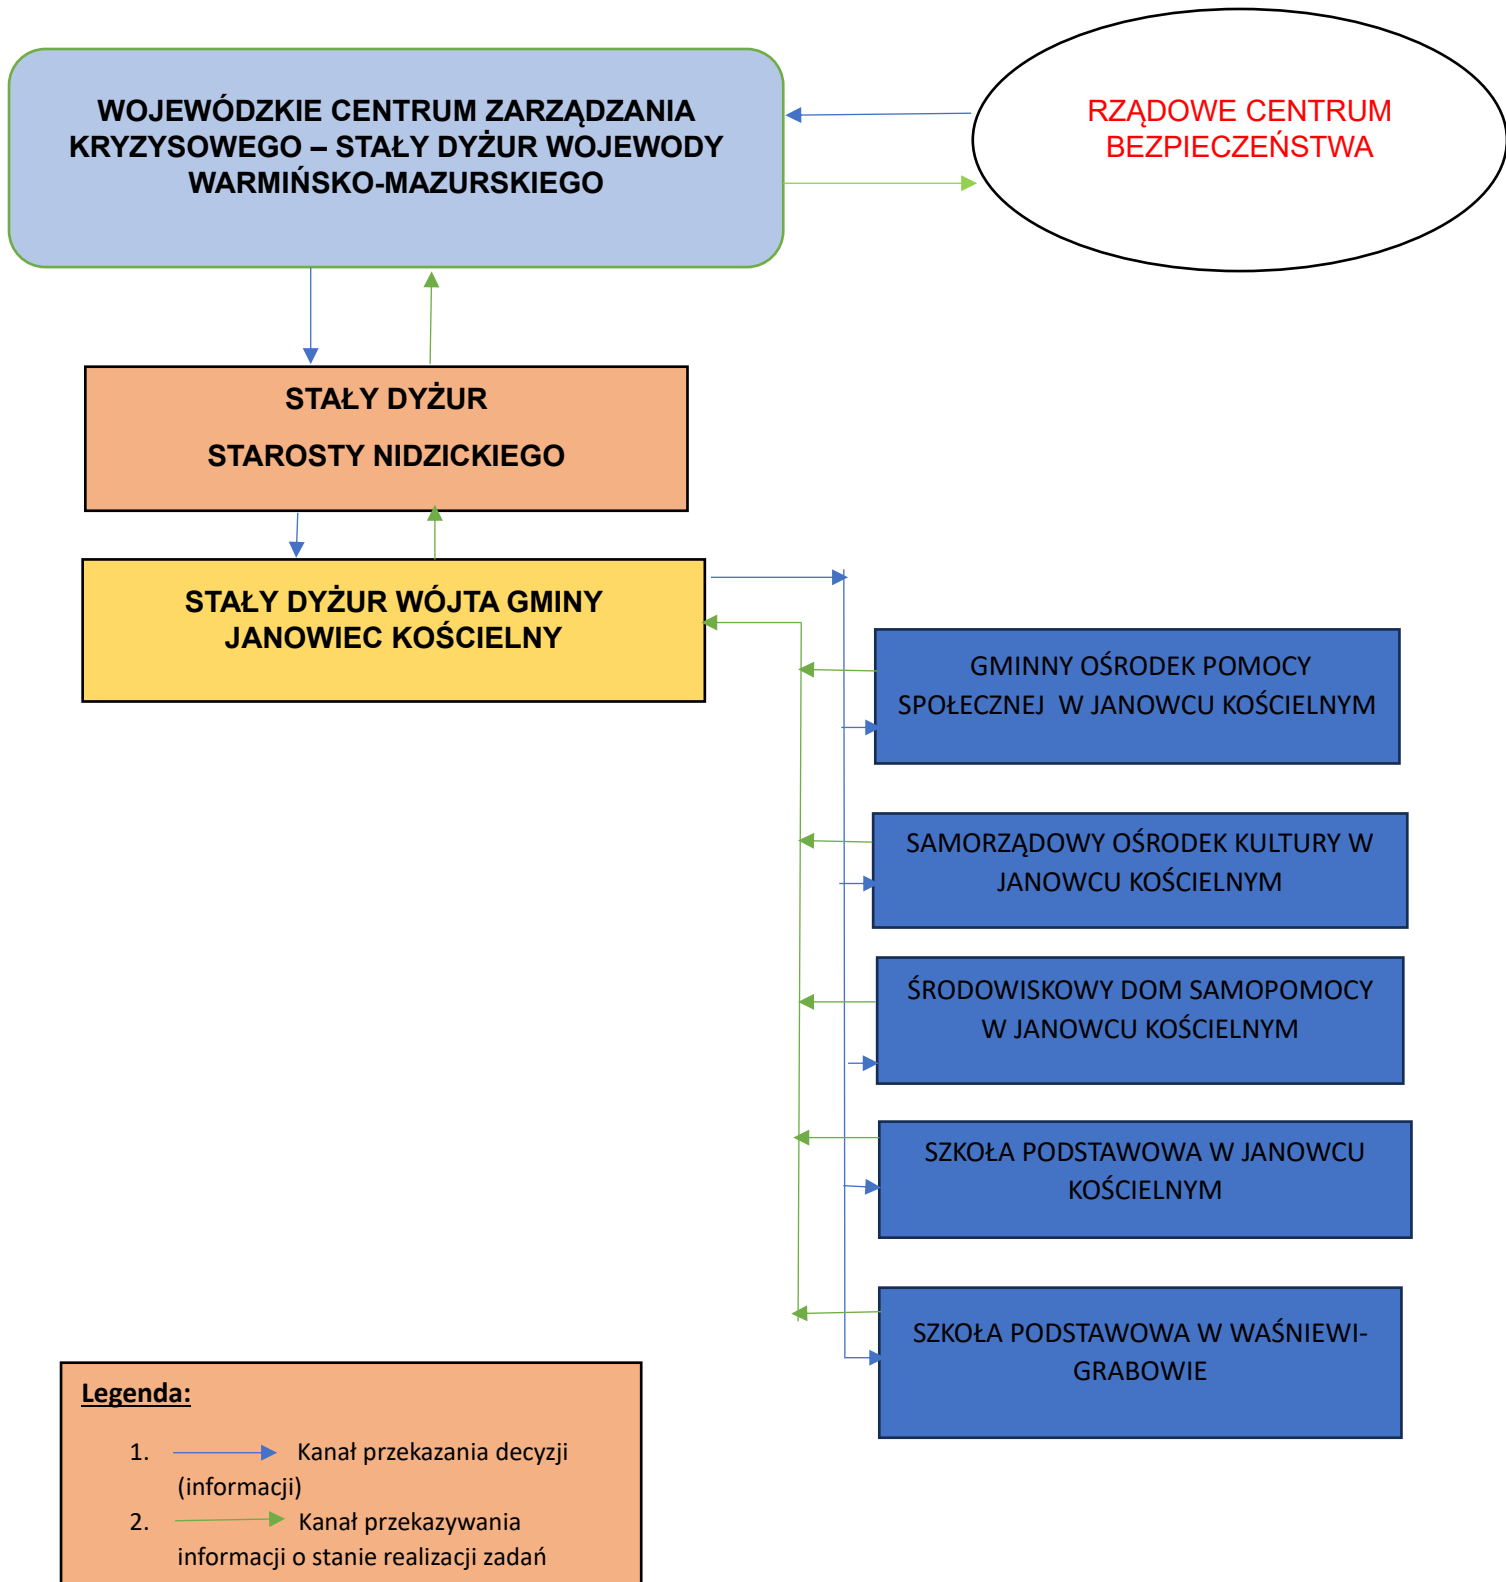 WOJEWÓDZKIE CENTRUM ZARZĄDZANIA
KRYZYSOWEGO – STAŁY DYŻUR WOJEWODY
WARMIŃSKO-MAZURSKIEGO
RZĄDOWE CENTRUM
BEZPIECZEŃSTWA
STAŁY DYŻUR
STAROSTY NIDZICKIEGO
STAŁY DYŻUR WÓJTA GMINY
JANOWIEC KOŚCIELNY
GMINNY OŚRODEK POMOCY
SPOŁECZNEJ W JANOWCU KOŚCIELNYM
SAMORZĄDOWY OŚRODEK KULTURY W
JANOWCU KOŚCIELNYM
ŚRODOWISKOWY DOM SAMOPOMOCY
W JANOWCU KOŚCIELNYM
SZKOŁA PODSTAWOWA W JANOWCU
KOŚCIELNYM
SZKOŁA PODSTAWOWA W WAŚNIEWI-
GRABOWIE
Legenda:
1. Kanał przekazania decyzji
(informacji)
2. Kanał przekazywania
informacji o stanie realizacji zadań